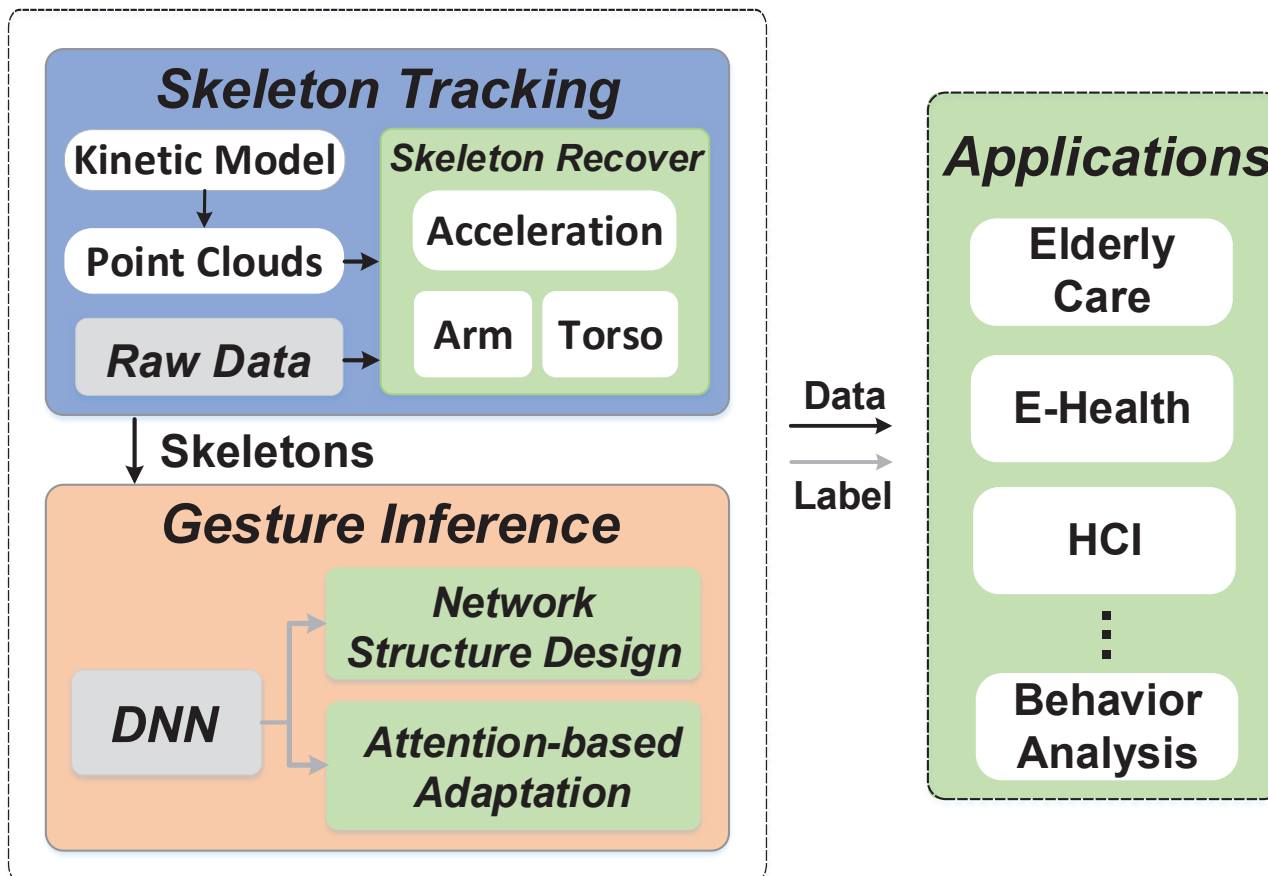 Skeleton Tracking
Kinetic Model
Point Clouds
Raw Data
Skeleton Recover
Acceleration
Arm
Torso
Skeletons
Gesture Inference
DNN
Network
Structure Design
Attention-based
Adaptation
Data
Label
Applications
Elderly
Care
E-Health
HCI
Behavior
Analysis